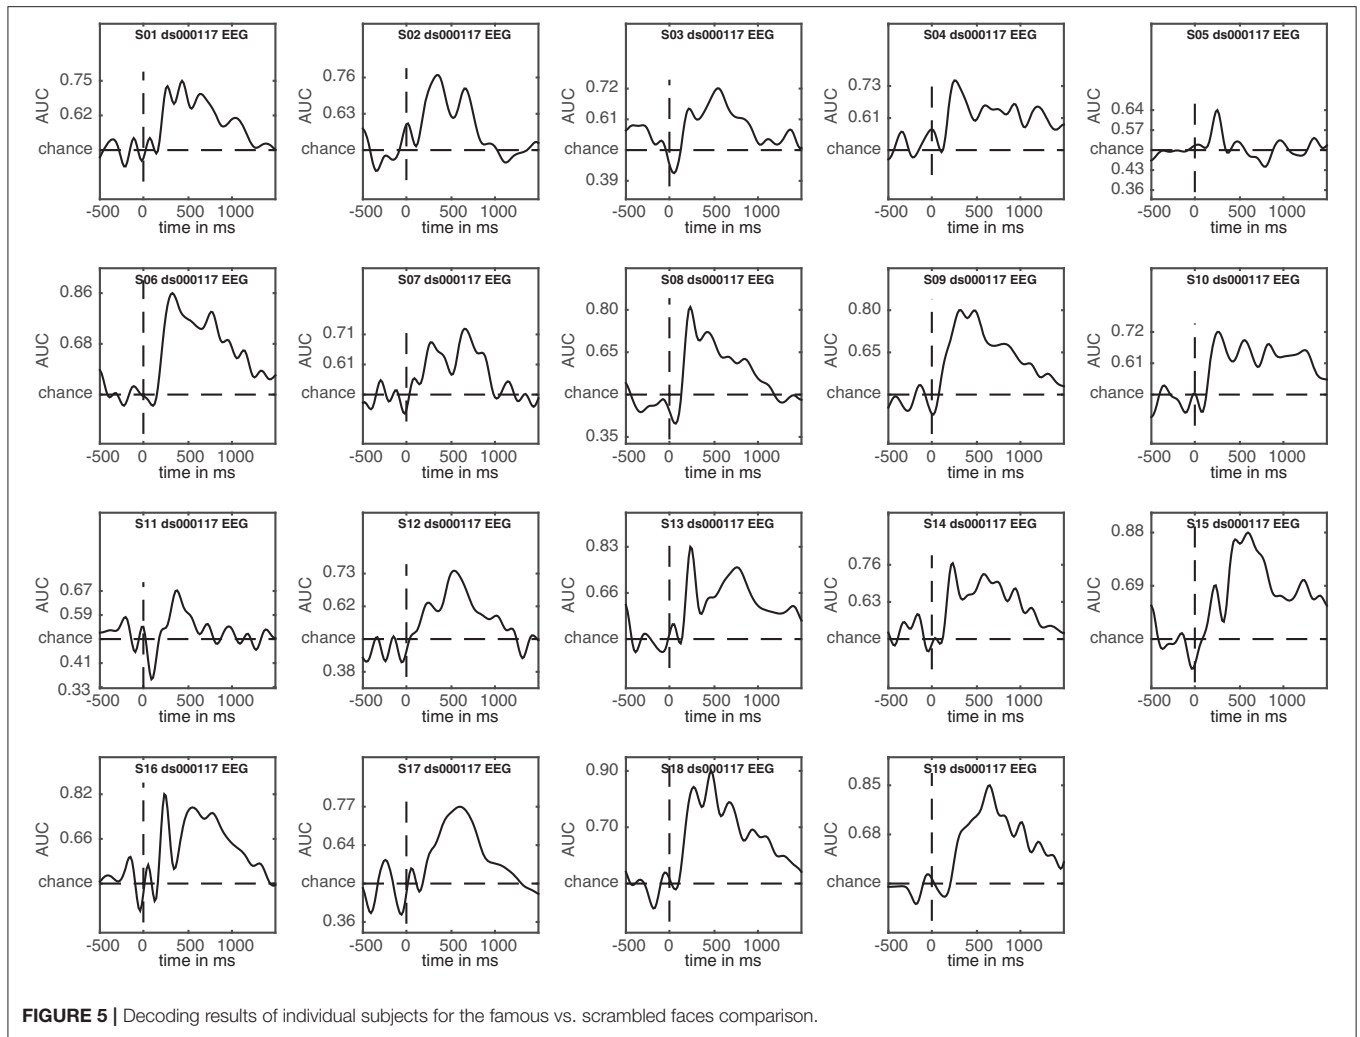 S01 ds000117 EEG
AUC
0.75
0.62
chance
-500 0 500 1000
time in ms
S02 ds000117 EEG
AUC
0.76
0.63
chance
-500 0 500 1000
time in ms
S03 ds000117 EEG
AUC
0.72
0.61
chance
0.39
-500 0 500 1000
time in ms
S04 ds000117 EEG
AUC
0.73
0.61
chance
-500 0 500 1000
time in ms
S05 ds000117 EEG
AUC
0.64
0.57
chance
0.43
0.36
-500 0 500 1000
time in ms
S06 ds000117 EEG
AUC
0.86
0.68
chance
-500 0 500 1000
time in ms
S07 ds000117 EEG
AUC
0.71
0.61
chance
-500 0 500 1000
time in ms
S08 ds000117 EEG
AUC
0.80
0.65
chance
0.35
-500 0 500 1000
time in ms
S09 ds000117 EEG
AUC
0.80
0.65
chance
-500 0 500 1000
time in ms
S10 ds000117 EEG
AUC
0.72
0.61
chance
-500 0 500 1000
time in ms
S11 ds000117 EEG
AUC
0.67
0.59
chance
0.41
0.33
-500 0 500 1000
time in ms
S12 ds000117 EEG
AUC
0.73
0.62
chance
0.38
-500 0 500 1000
time in ms
S13 ds000117 EEG
AUC
0.83
0.66
chance
-500 0 500 1000
time in ms
S14 ds000117 EEG
AUC
0.76
0.63
chance
-500 0 500 1000
time in ms
S15 ds000117 EEG
AUC
0.88
0.69
chance
-500 0 500 1000
time in ms
S16 ds000117 EEG
AUC
0.82
0.66
chance
-500 0 500 1000
time in ms
S17 ds000117 EEG
AUC
0.77
0.64
chance
0.36
-500 0 500 1000
time in ms
S18 ds000117 EEG
AUC
0.90
0.70
chance
-500 0 500 1000
time in ms
S19 ds000117 EEG
AUC
0.85
0.68
chance
-500 0 500 1000
time in ms
FIGURE 5 | Decoding results of individual subjects for the famous vs. scrambled faces comparison.